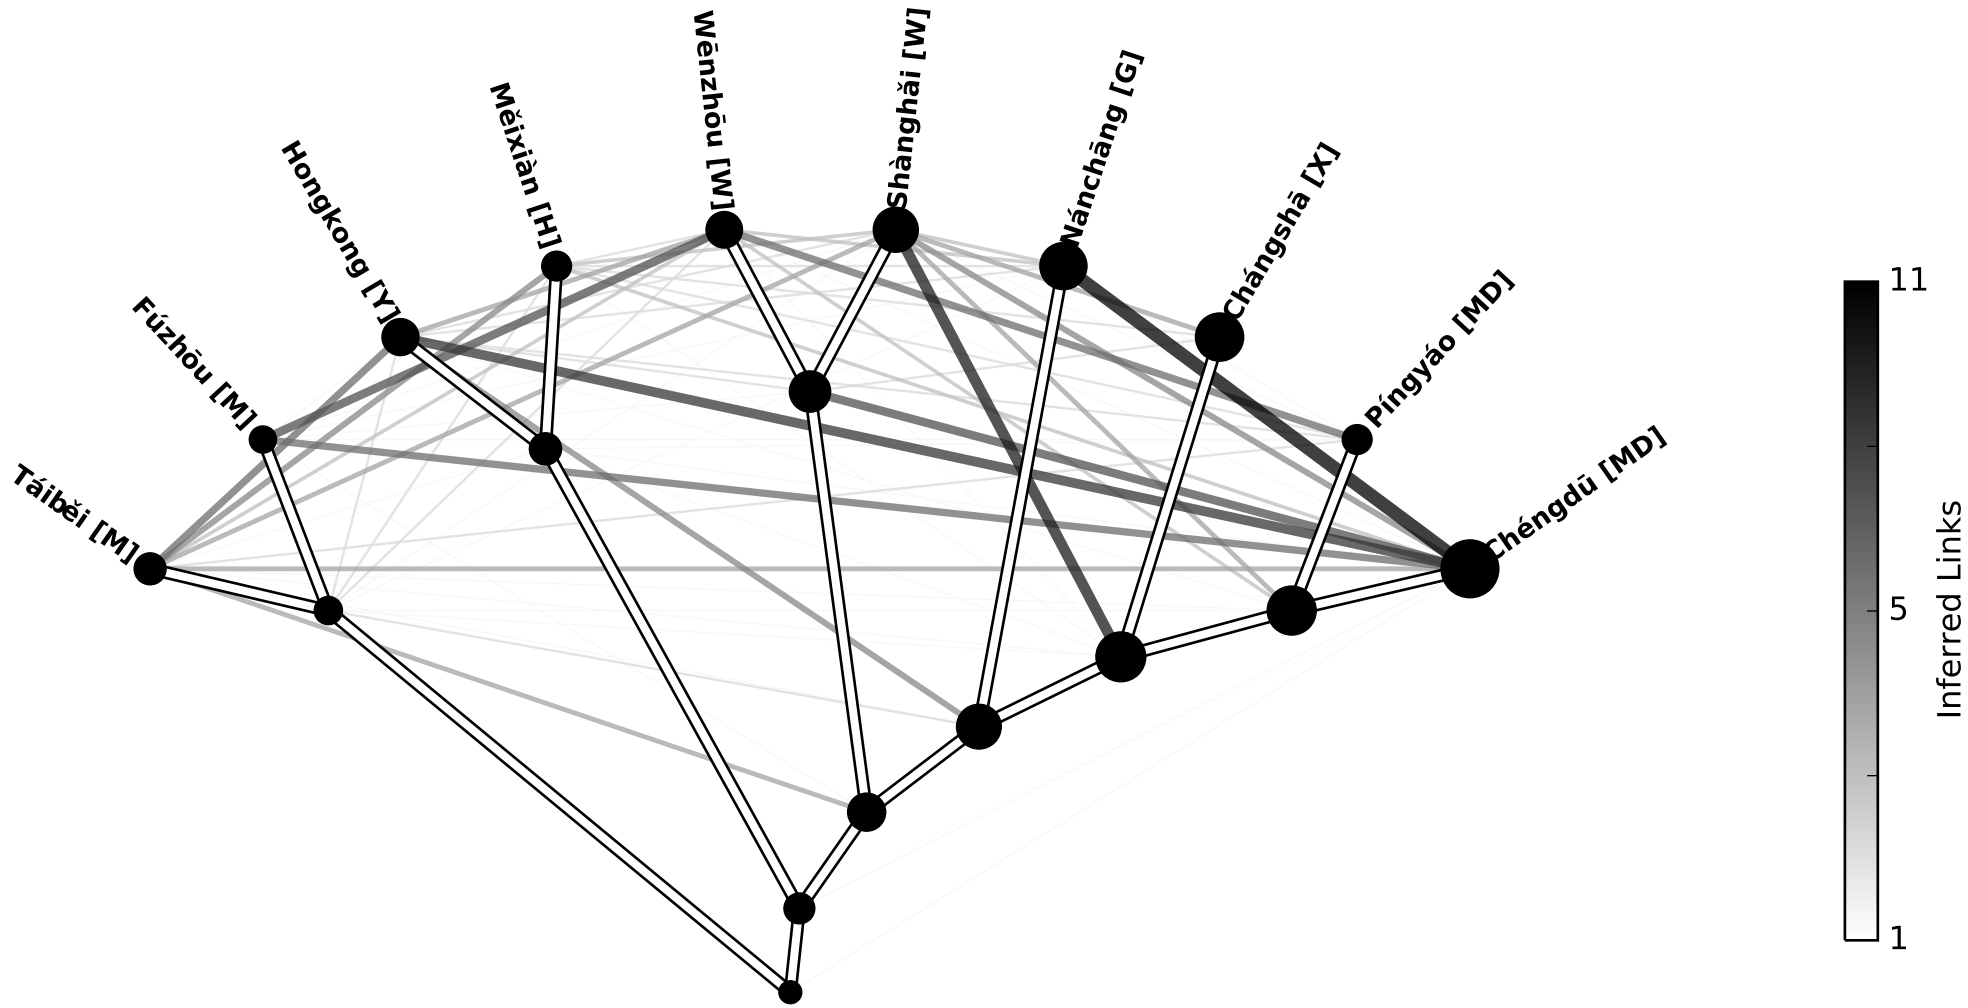 Táiběi [M]
Fúzhōu [M]
Hongkong [Y]
Měixiàn [H]
Wēnzhōu [W]
Shànghǎi [W]
Nánchāng [G]
Chángshā [X]
Píngyáo [MD]
Chéngdū [MD]
11
5
1
Inferred Links